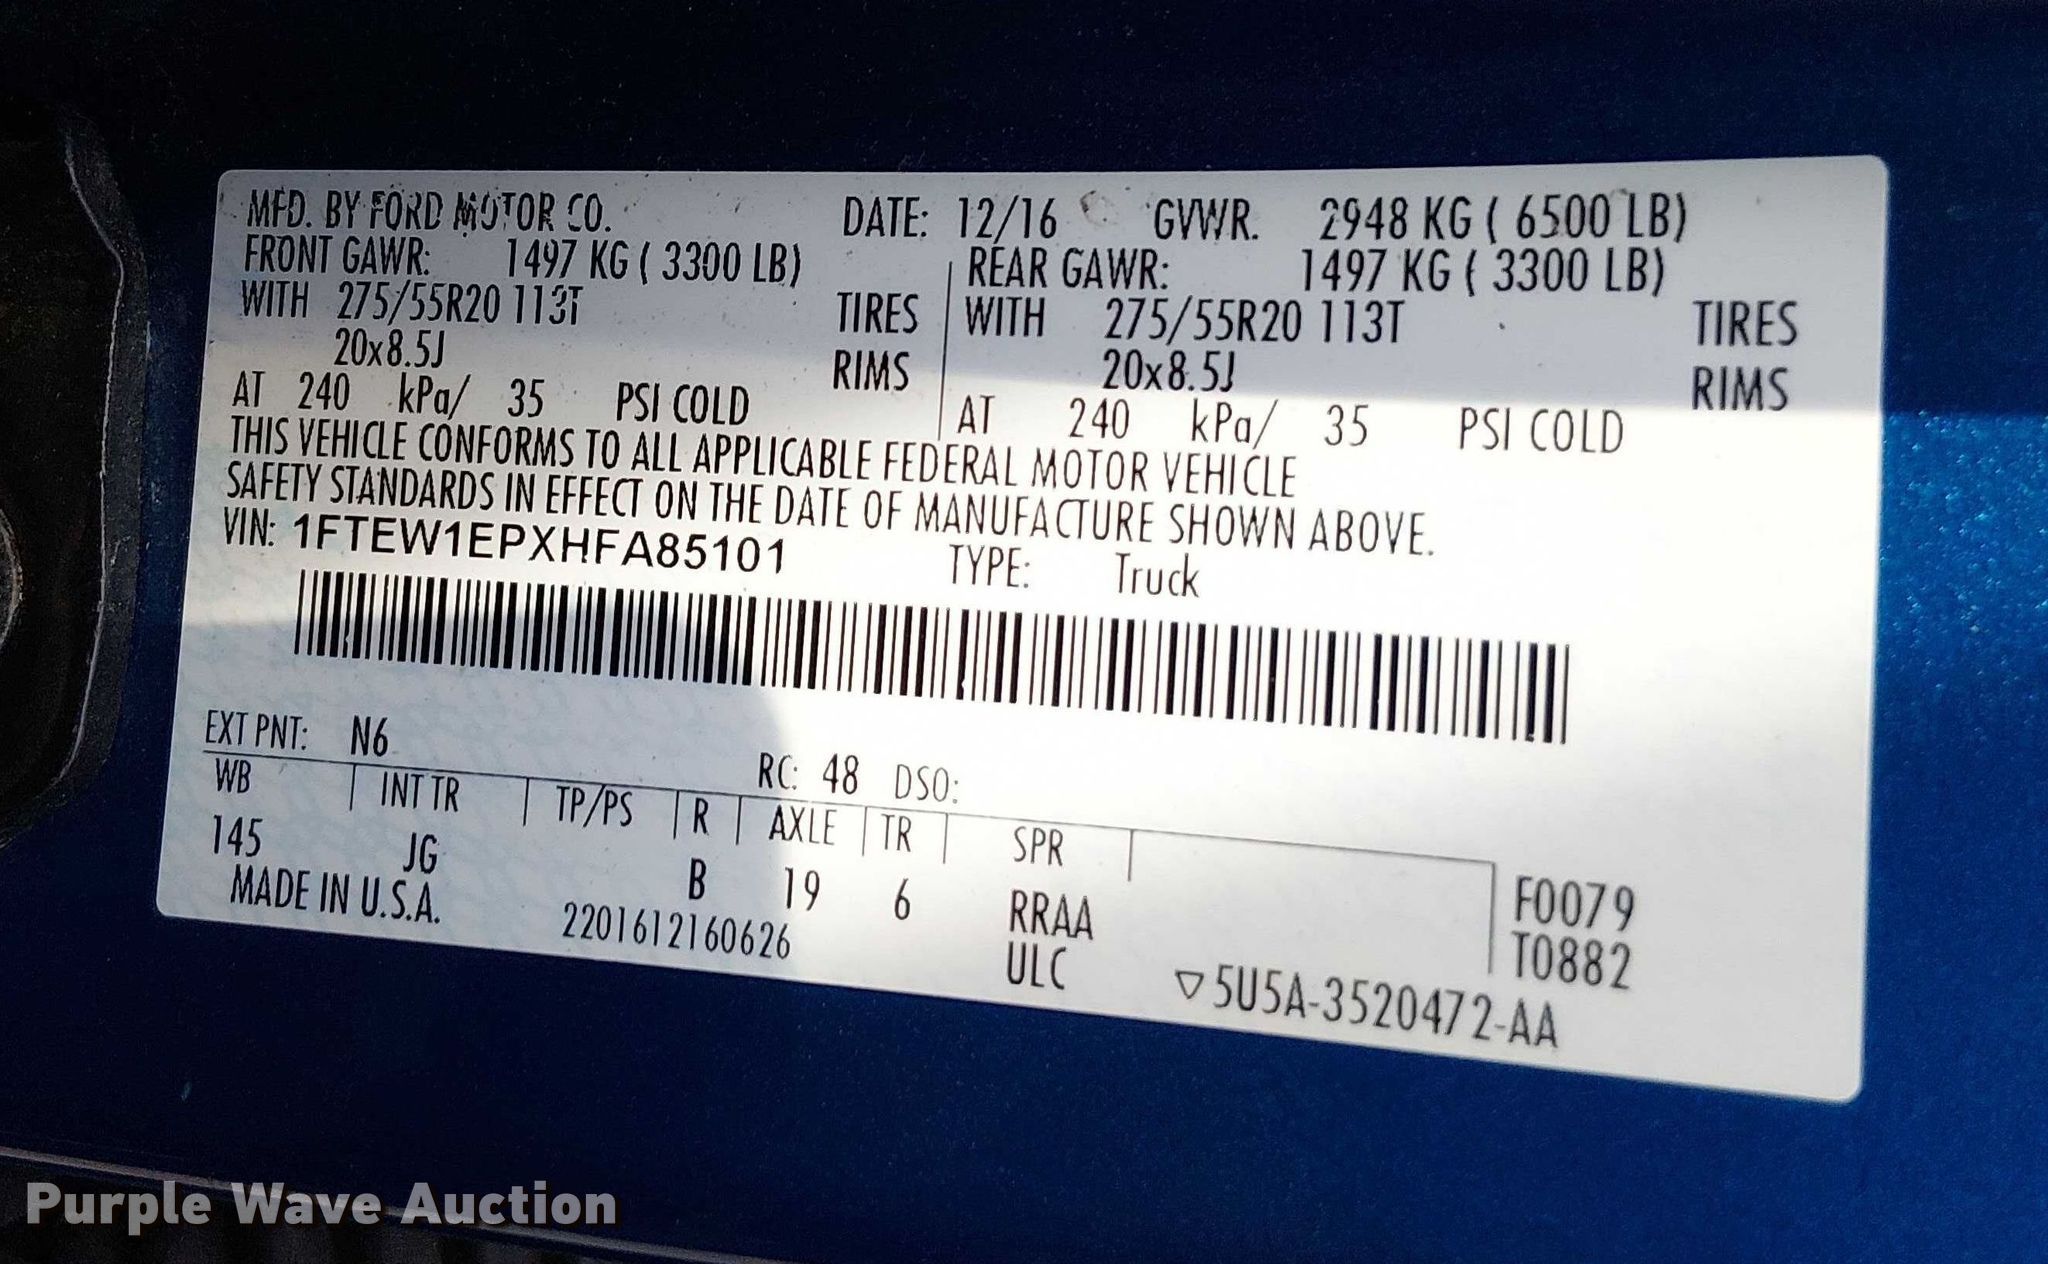 MFD. BY FORD MOTOR CO. DATE: 12/16 GVWR. 2948 KG ( 6500 LB)
FRONT GAWR: 1497 KG ( 3300 LB) REAR GAWR: 1497 KG ( 3300 LB)
WITH 275/55R20 113T TIRES WITH 275/55R20 113T TIRES
20x8.5J RIMS 20x8.5J RIMS
AT 240 kPa/ 35 PSI COLD AT 240 kPa/ 35 PSI COLD
THIS VEHICLE CONFORMS TO ALL APPLICABLE FEDERAL MOTOR VEHICLE
SAFETY STANDARDS IN EFFECT ON THE DATE OF MANUFACTURE SHOWN ABOVE.
VIN: 1FTEW1EPXHFA85101 TYPE: Truck
EXT PNT: N6 RC: 48 DSO:
WB INT TR TP/PS R AXLE TR SPR
145 JG B 19 6 RRAA F0079
MADE IN U.S.A. 2201612160626 ULC T0882
▽5U5A-3520472-AA
Purple Wave Auction